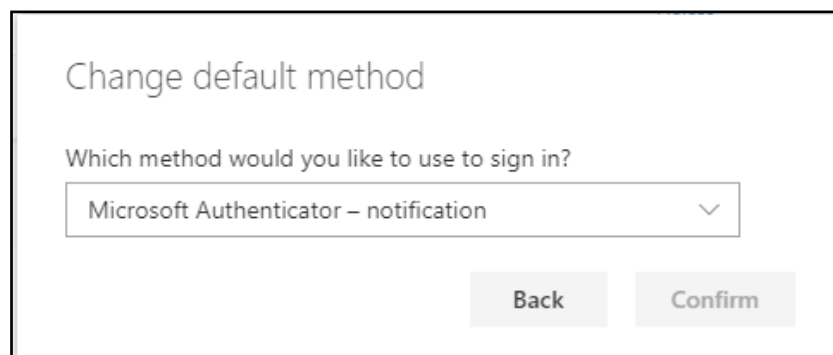 Change default method
Which method would you like to use to sign in?
Microsoft Authenticator – notification
Back Confirm